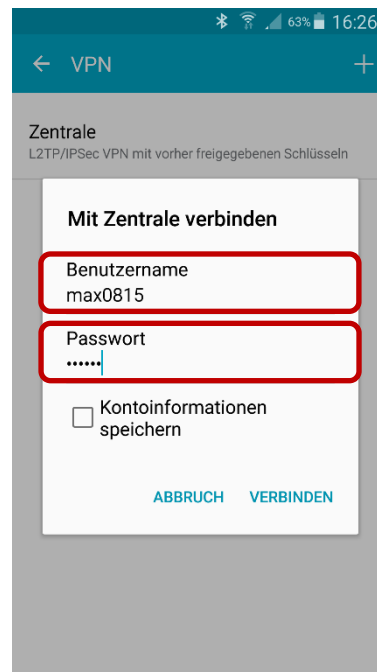 63% 16:26
VPN
Zentrale
L2TP/IPSec VPN mit vorher freigegebenen Schlüsseln
Mit Zentrale verbinden
Benutzername
max0815
Passwort
••••••
Kontoinformationen
speichern
ABBRUCH VERBINDEN